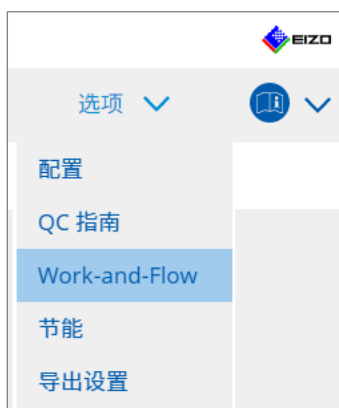 EIZO
选项
配置
QC 指南
Work-and-Flow
节能
导出设置